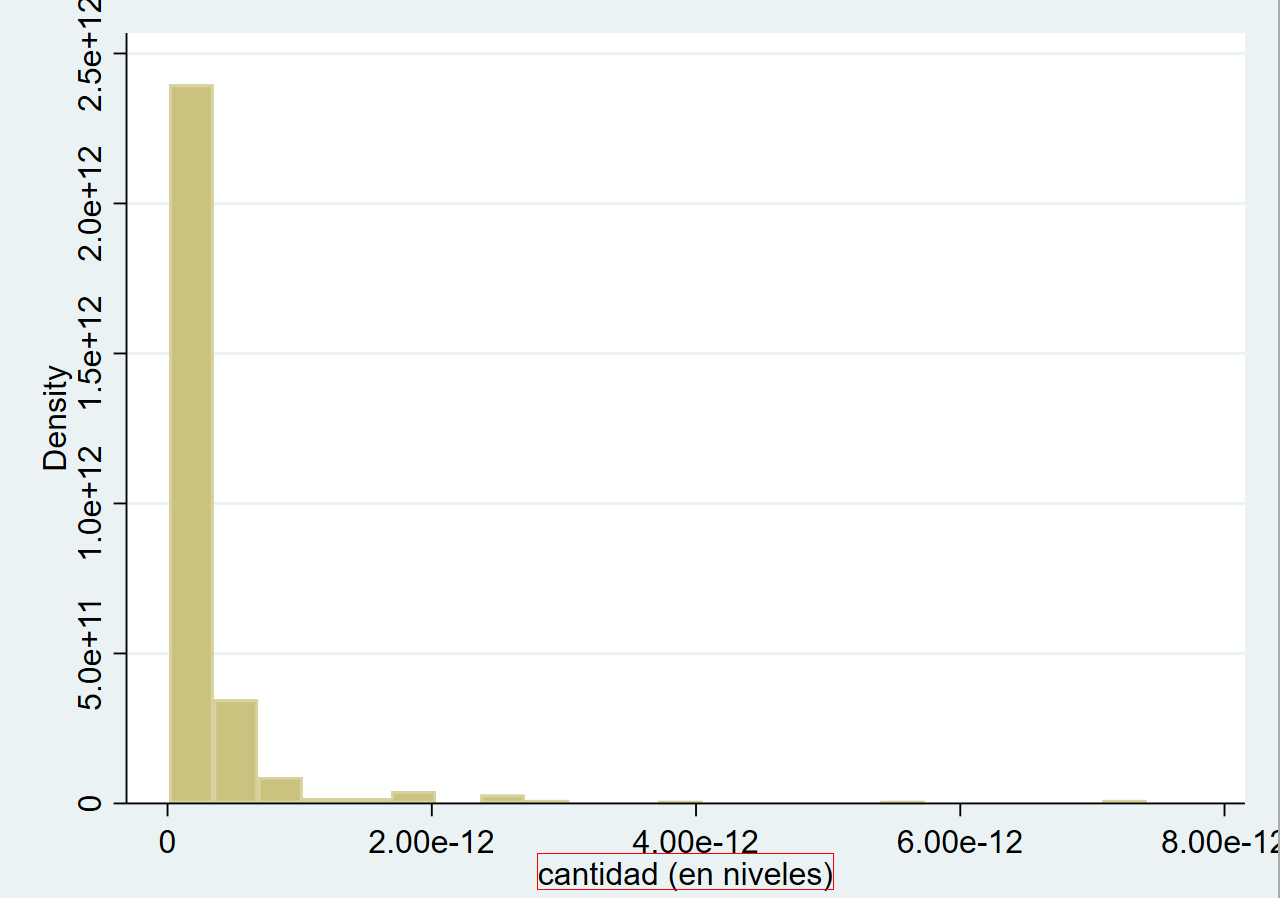 2.5e+12
2.0e+12
1.5e+12
1.0e+12
5.0e+11
0
Density
0 2.00e-12 4.00e-12 6.00e-12 8.00e-12
cantidad (en niveles)